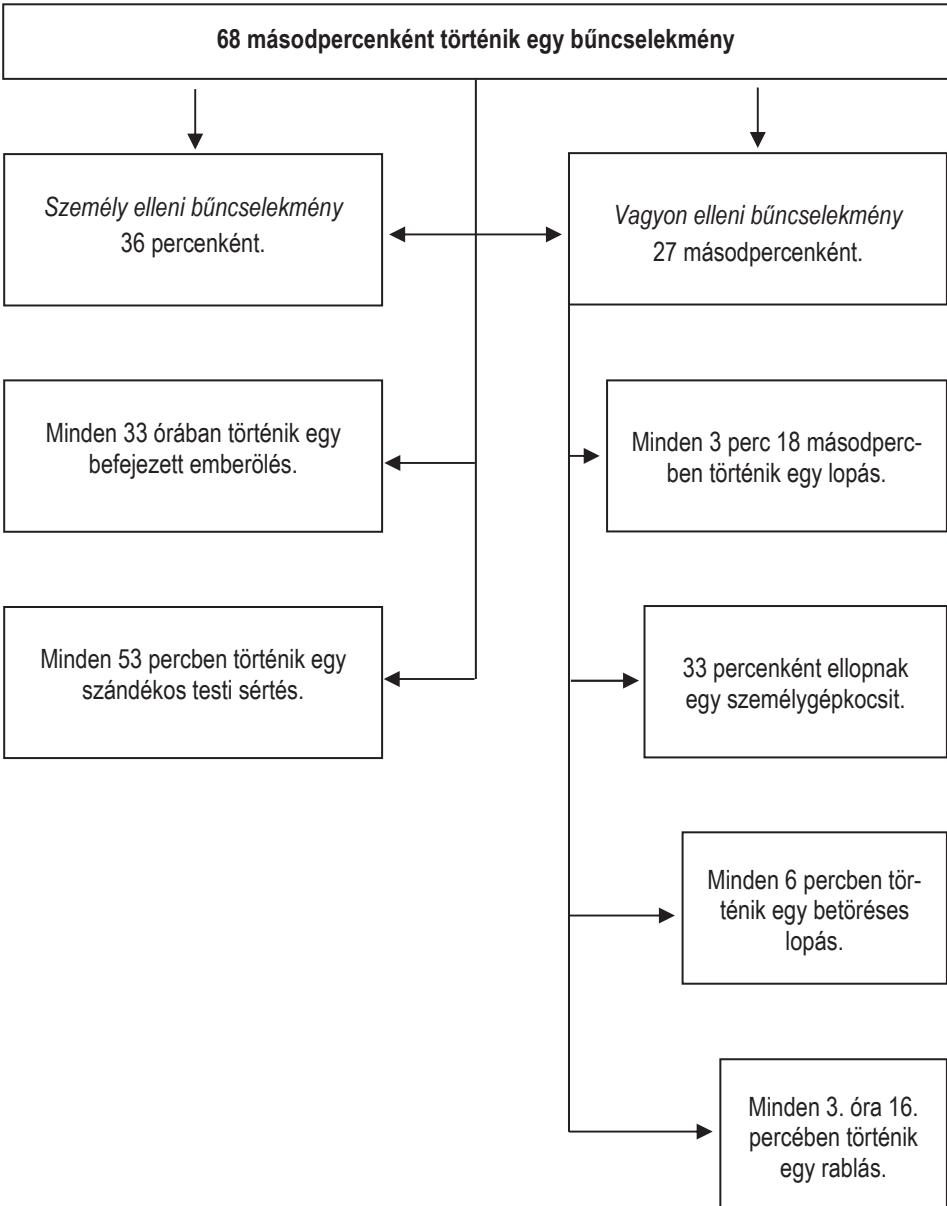 68 másodpercenként történik egy bűncselekmény
Személy elleni bűncselekmény
36 percenként.
Vagyon elleni bűncselekmény
27 másodpercenként.
Minden 33 órában történik egy
befejezett emberölés.
Minden 3 perc 18 másodperc-
ben történik egy lopás.
Minden 53 percben történik egy
szándékos testi sértés.
33 percenként ellopnak
egy személygépkocsit.
Minden 6 percben tör-
ténik egy betöréses
lopás.
Minden 3. óra 16.
percében történik
egy rablás.